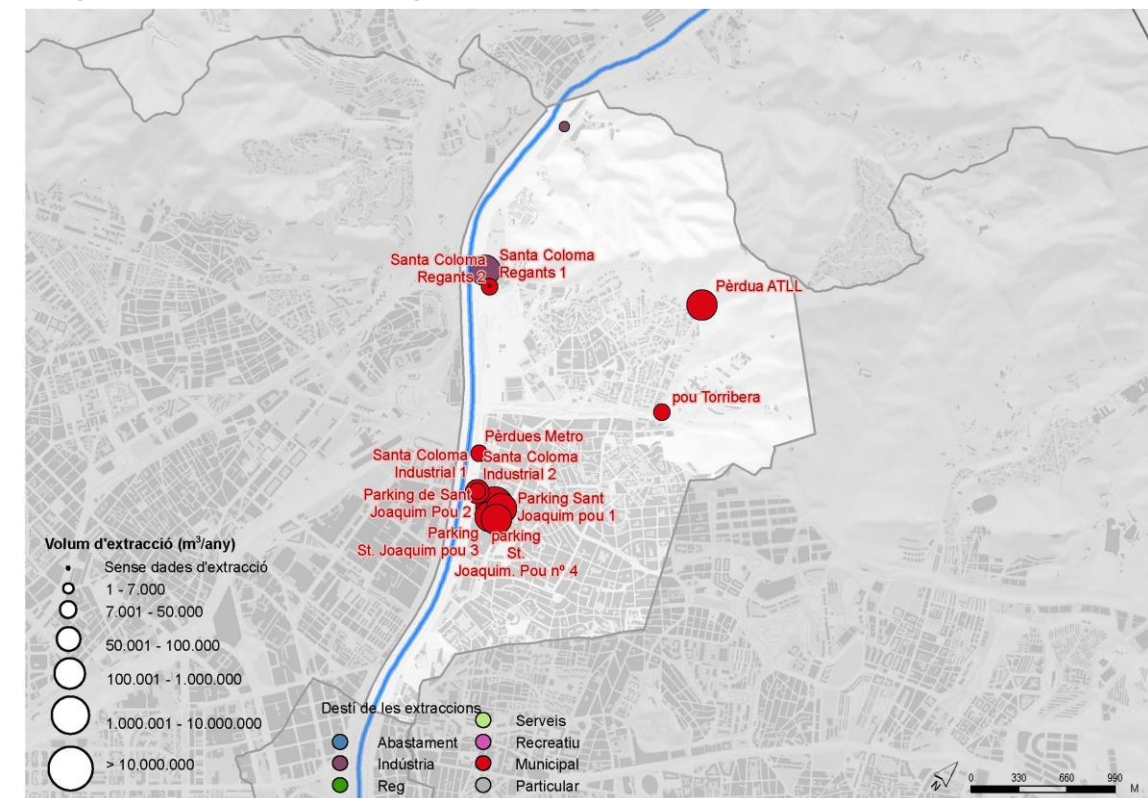 Santa Coloma
Regants 2
Santa Coloma
Regants 1
Pèrdua ATLL
pou Torribera
Pèrdues Metro
Santa Coloma
Industrial 1
Santa Coloma
Industrial 2
Parking de Sant
Joaquim Pou 2
Parking Sant
Joaquim pou 1
Parking
St. Joaquim pou 3
parking
St.
Joaquim. Pou nº 4
Volum d'extracció (m³/any)
Sense dades d'extracció
1 - 7.000
7.001 - 50.000
50.001 - 100.000
100.001 - 1.000.000
1.000.001 - 10.000.000
> 10.000.000
Destí de les extraccions
Abastament
Indústria
Reg
Serveis
Recreatiu
Municipal
Particular
N
0 330 660 990
M